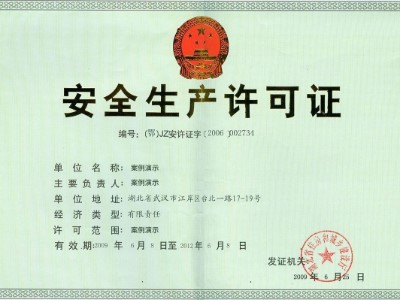 安全生产许可证
编号：(鄂)JZ安许证字〔2006〕002734
单位名称：案例演示
主要负责人：案例演示
单位地址：湖北省武汉市江岸区台北一路17-19号
经济类型：有限责任
许可范围：案例演示
有效期：2009 年 6 月 8 日至 2012 年 6 月 8 日
发证机关：
2009 年 6 月 25 日